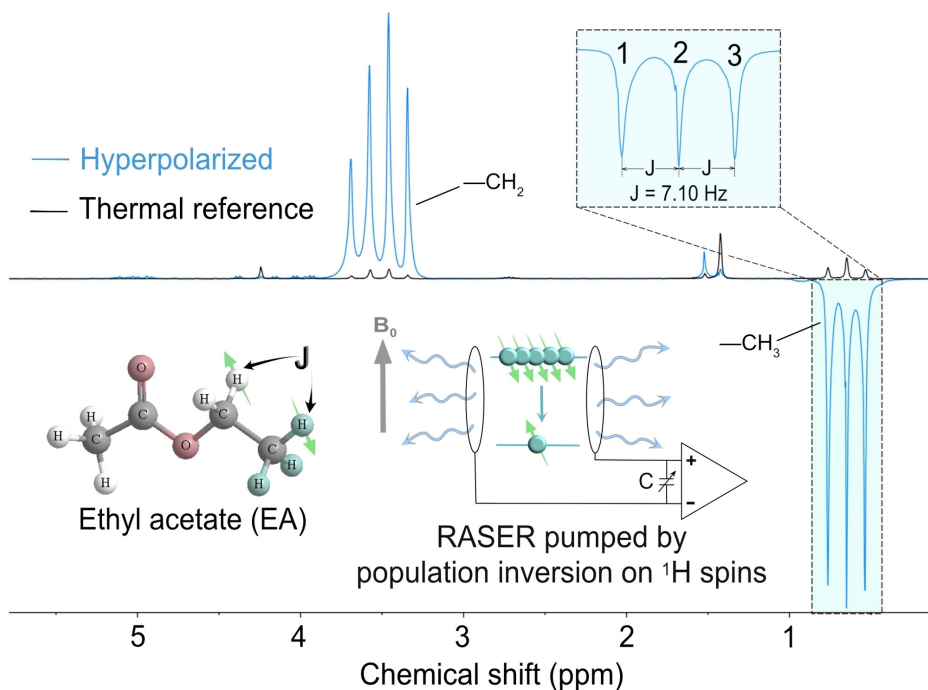 1 2 3
J J
J = 7.10 Hz
Hyperpolarized
Thermal reference
—CH₂
—CH₃
B₀
J
O
H
H
C
C
H
H
H
C
O
C
H
H
H
C
+
−
Ethyl acetate (EA)
RASER pumped by
population inversion on ¹H spins
5 4 3 2 1
Chemical shift (ppm)